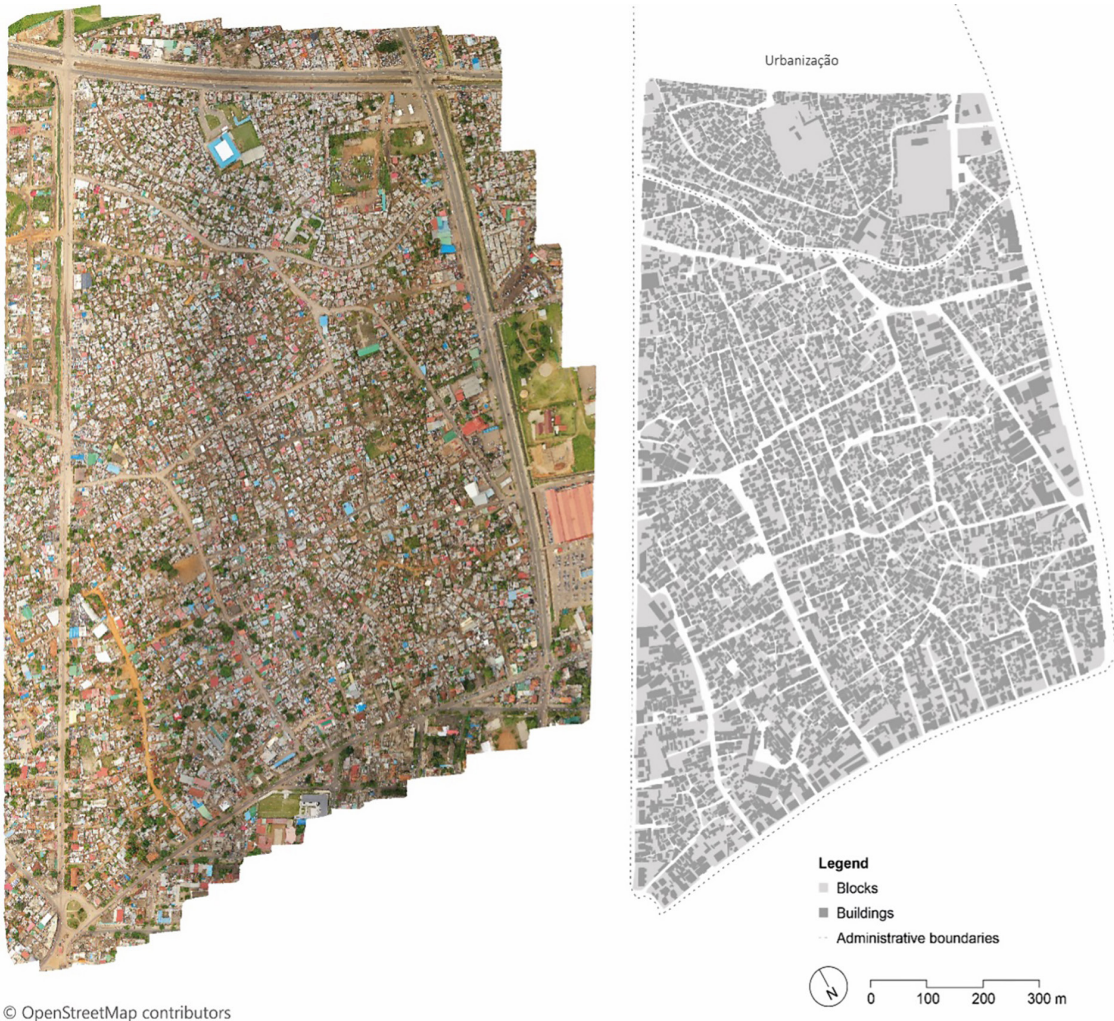 Urbanização
Legend
Blocks
Buildings
Administrative boundaries
N
0 100 200 300 m
© OpenStreetMap contributors